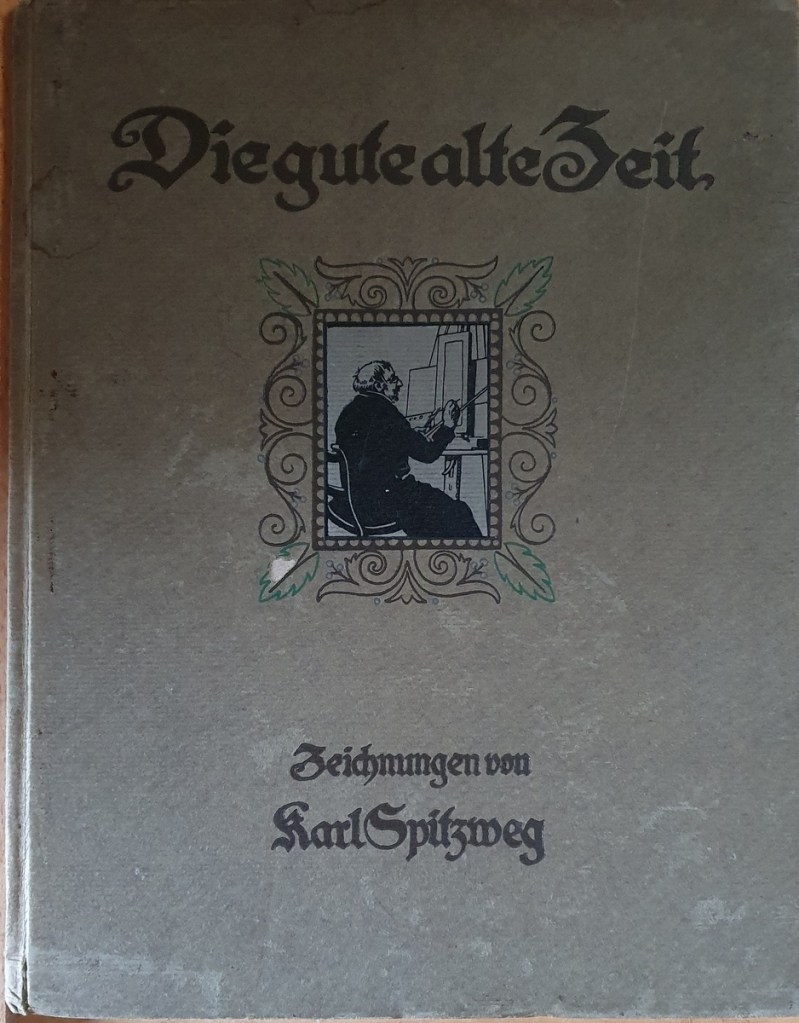 Die gute alte Zeit
Zeichnungen von
Karl Spitzweg